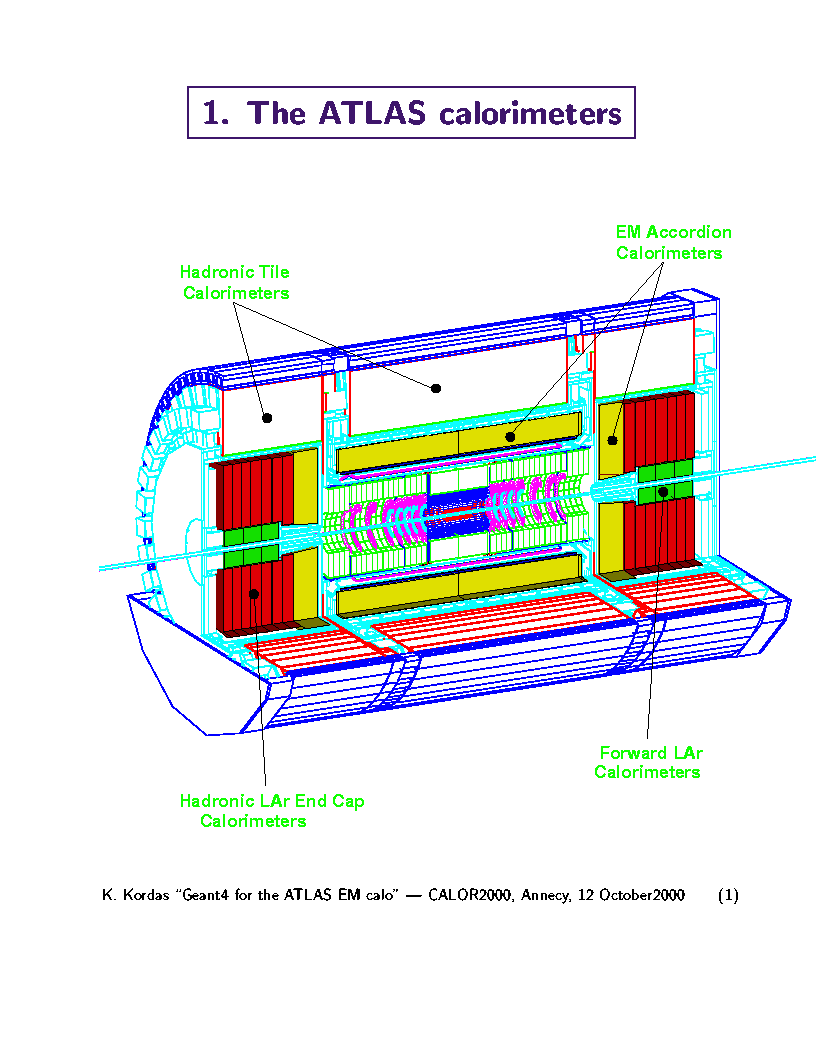 1. The ATLAS calorimeters
EM Accordion
Calorimeters
Hadronic Tile
Calorimeters
Forward LAr
Calorimeters
Hadronic LAr End Cap
Calorimeters
K. Kordas “Geant4 for the ATLAS EM calo” — CALOR2000, Annecy, 12 October2000 (1)